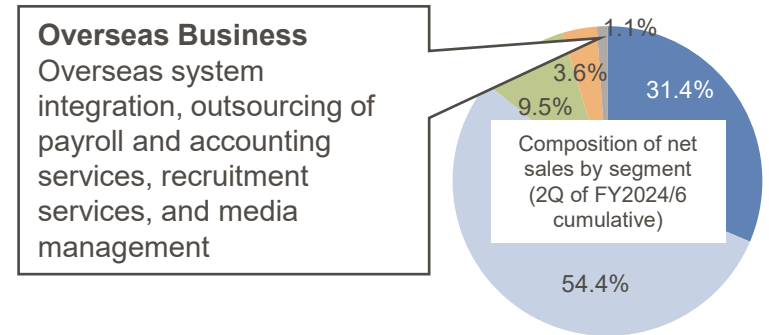 Overseas Business
Overseas system
integration, outsourcing of
payroll and accounting
services, recruitment
services, and media
management
1.1%
3.6%
9.5%
31.4%
Composition of net
sales by segment
(2Q of FY2024/6
cumulative)
54.4%